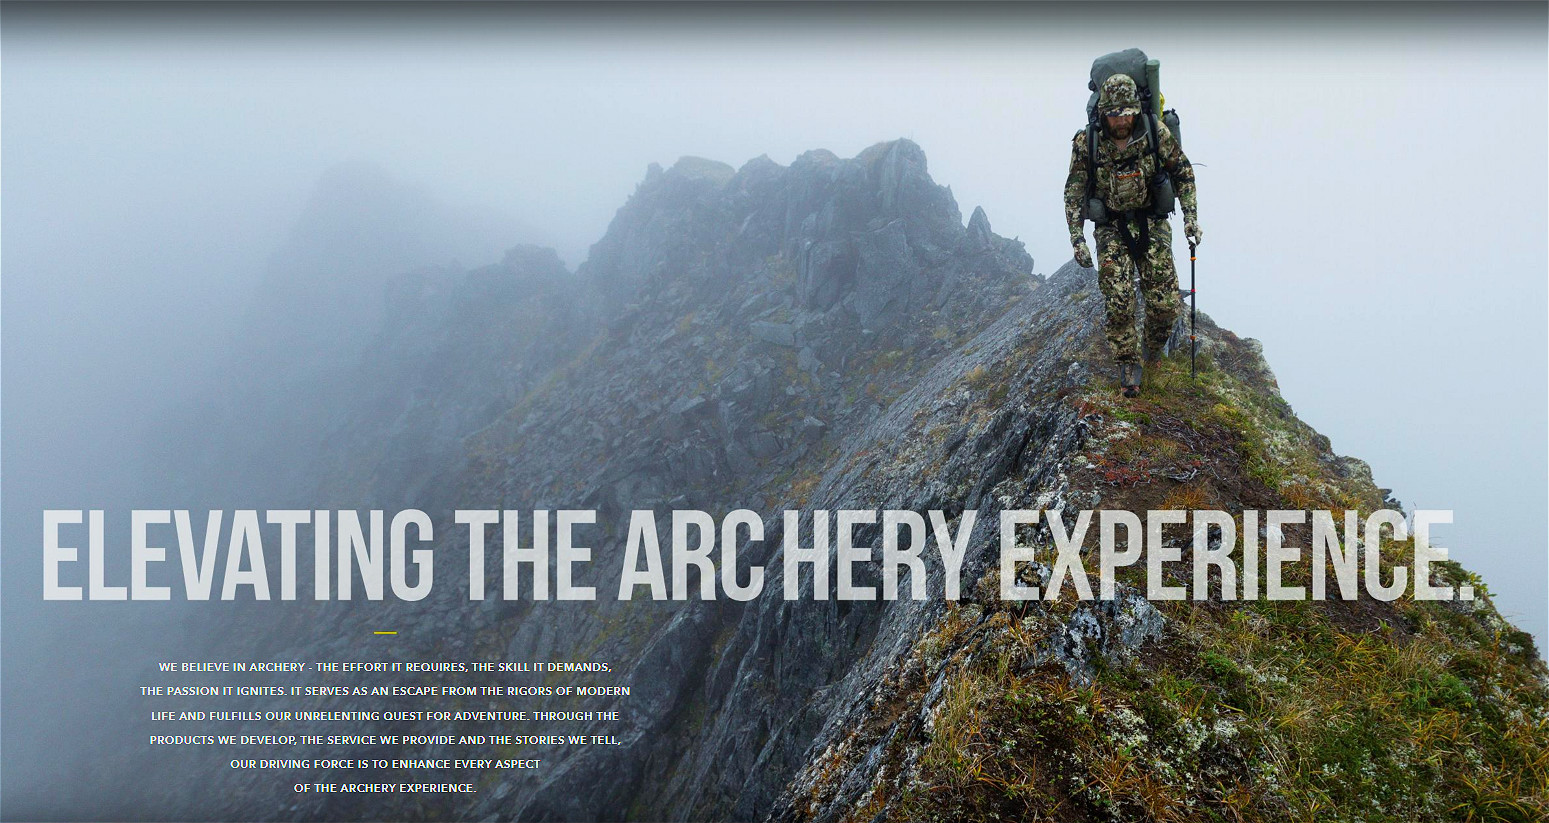 ELEVATING THE ARCHERY EXPERIENCE.
WE BELIEVE IN ARCHERY - THE EFFORT IT REQUIRES, THE SKILL IT DEMANDS,
THE PASSION IT IGNITES. IT SERVES AS AN ESCAPE FROM THE RIGORS OF MODERN
LIFE AND FULFILLS OUR UNRELENTING QUEST FOR ADVENTURE. THROUGH THE
PRODUCTS WE DEVELOP, THE SERVICE WE PROVIDE AND THE STORIES WE TELL,
OUR DRIVING FORCE IS TO ENHANCE EVERY ASPECT
OF THE ARCHERY EXPERIENCE.